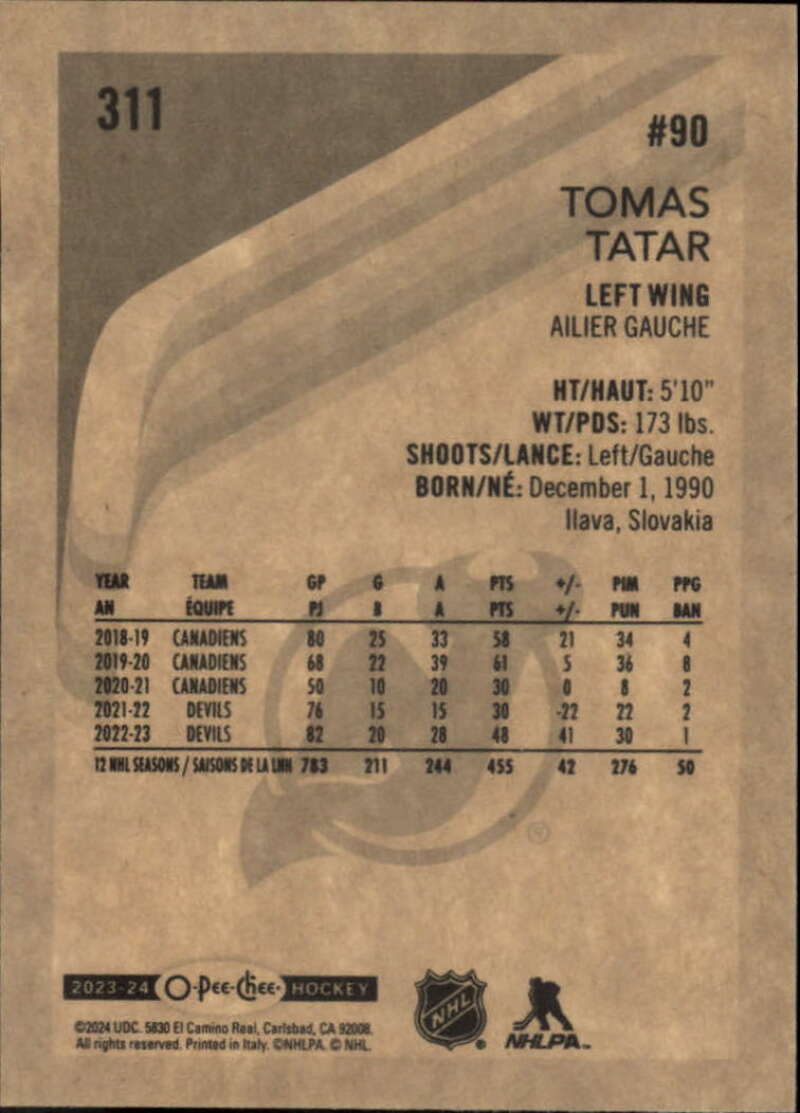 311
#90
TOMAS
TATAR
LEFT WING
AILIER GAUCHE
HT/HAUT: 5'10"
WT/PDS: 173 lbs.
SHOOTS/LANCE: Left/Gauche
BORN/NÉ: December 1, 1990
Ilava, Slovakia
YEAR TEAM GP G A PTS +/- PIM PPG
AN ÉQUIPE PJ B A PTS +/- PUN BAN
2018-19 CANADIENS 80 25 33 58 21 34 4
2019-20 CANADIENS 68 22 39 61 5 36 8
2020-21 CANADIENS 50 10 20 30 0 8 2
2021-22 DEVILS 76 15 15 30 -22 22 2
2022-23 DEVILS 82 20 28 48 41 30 1
12 NHL SEASONS / SAISONS DE LA LNH 783 211 244 455 42 276 50
®
2023-24 O-Pee-Chee HOCKEY
©2024 UDC. 5830 El Camino Real, Carlsbad, CA 92008.
All rights reserved. Printed in Italy. ©NHLPA. © NHL.
NHL
NHLPA